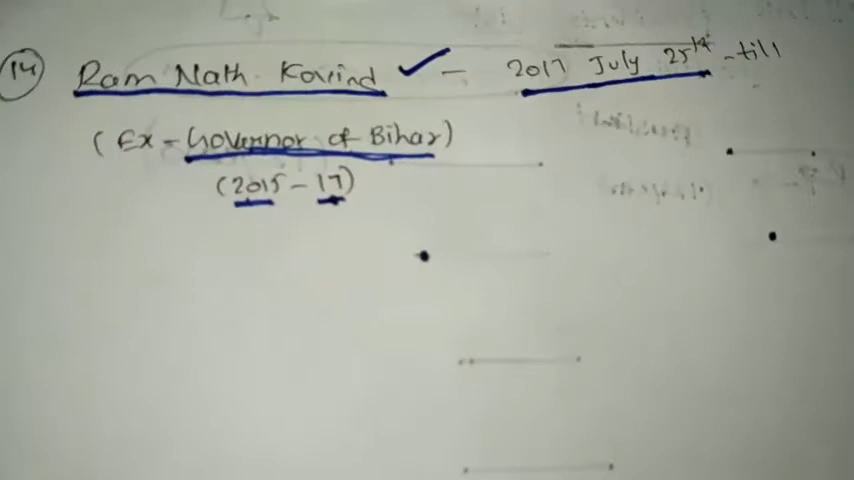 14 Ram Nath Kovind ✓ - 2017 July 25th - till
(Ex - Governor of Bihar)
(2015 - 17)